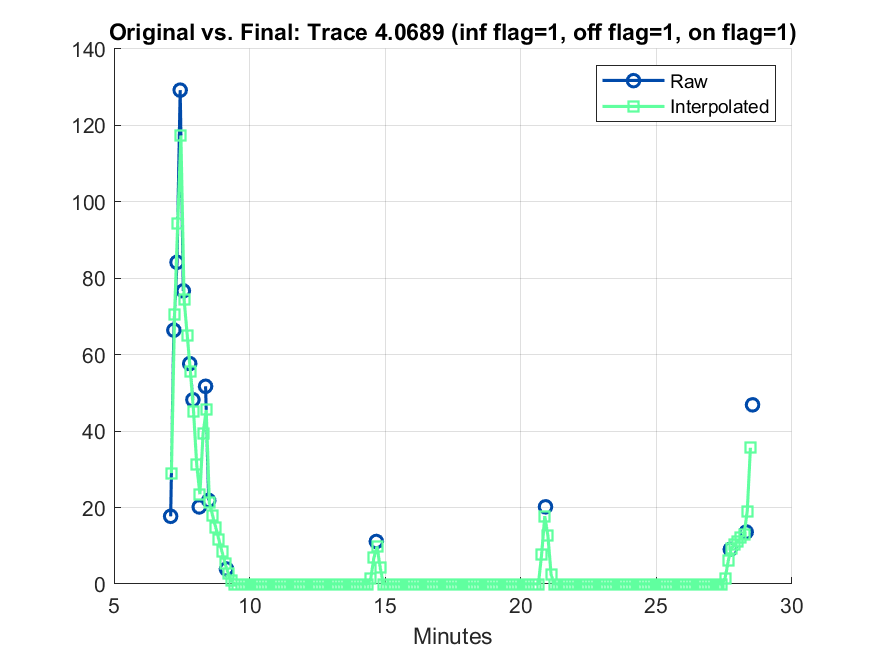 Original vs. Final: Trace 4.0689 (inf flag=1, off flag=1, on flag=1)
140
120
100
80
60
40
20
0
Raw
Interpolated
5 10 15 20 25 30
Minutes